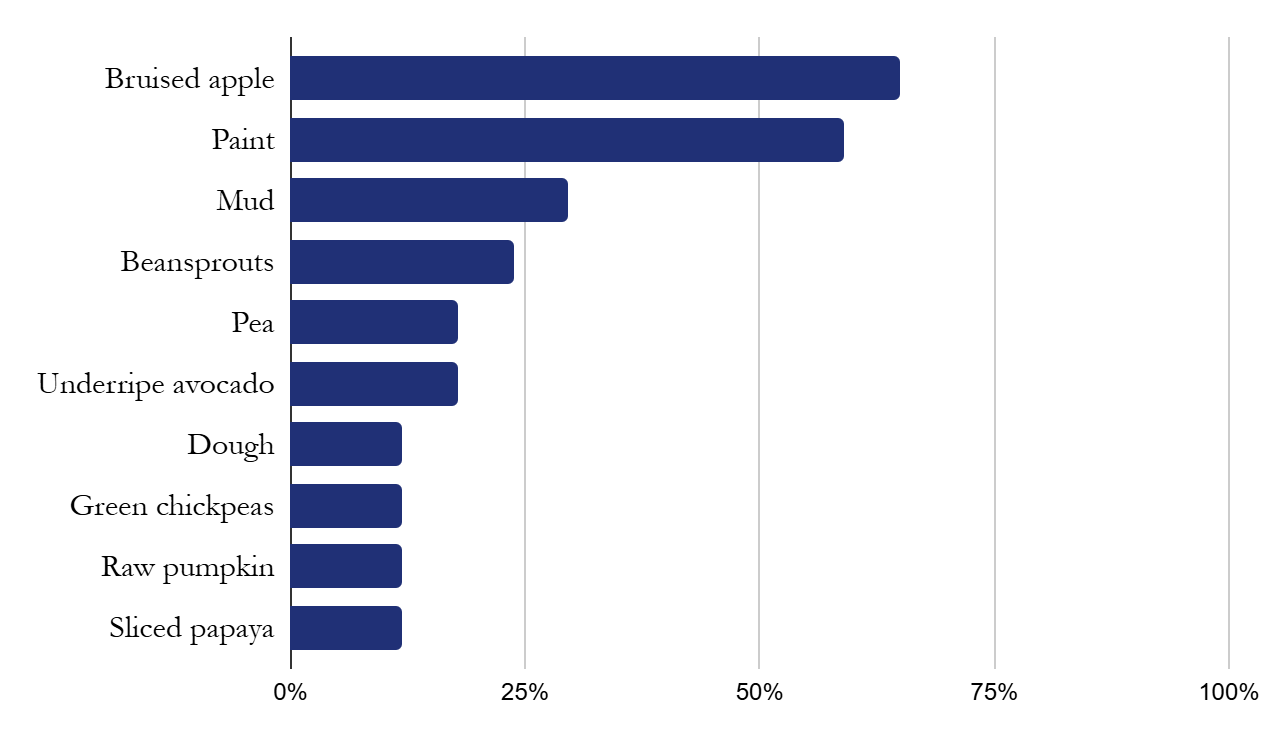 Bruised apple
Paint
Mud
Beansprouts
Pea
Underripe avocado
Dough
Green chickpeas
Raw pumpkin
Sliced papaya
0% 25% 50% 75% 100%